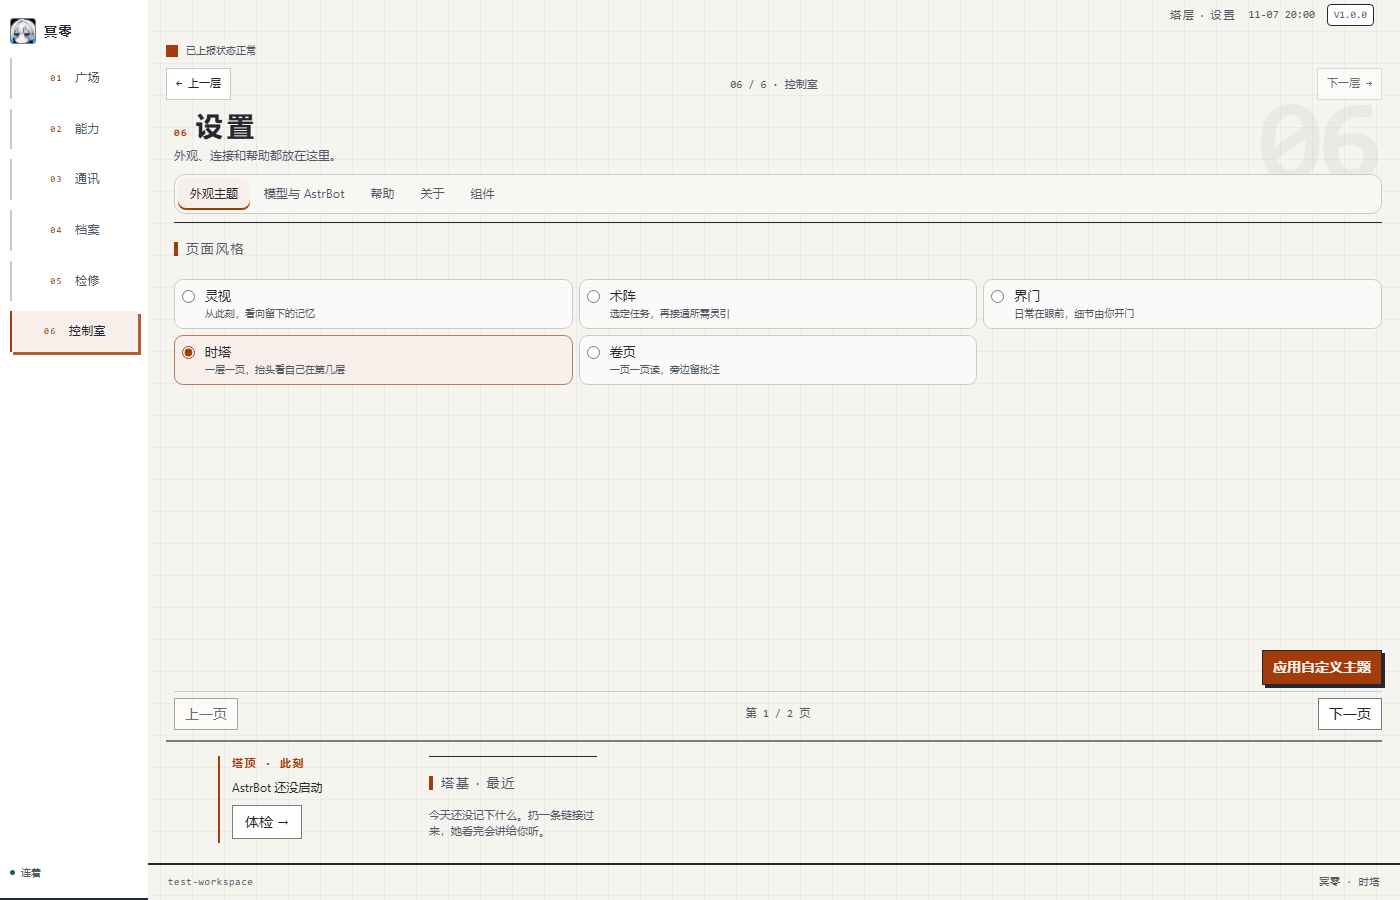 冥零
01 广场
02 能力
03 通讯
04 档案
05 检修
06 控制室
连着
塔层 · 设置 11-07 20:00 V1.0.0
已上报状态正常
← 上一层
06 / 6 · 控制室
下一层 →
06
06 设置
外观、连接和帮助都放在这里。
外观主题 模型与 AstrBot 帮助 关于 组件
页面风格
灵视
从此刻，看向留下的记忆
术阵
选定任务，再接通所需灵引
界门
日常在眼前，细节由你开门
时塔
一层一页，抬头看自己在第几层
卷页
一页一页读，旁边留批注
应用自定义主题
上一页
第 1 / 2 页
下一页
塔顶 · 此刻
AstrBot 还没启动
体检 →
塔基 · 最近
今天还没记下什么。扔一条链接过
来，她看完会讲给你听。
test-workspace
冥零 · 时塔